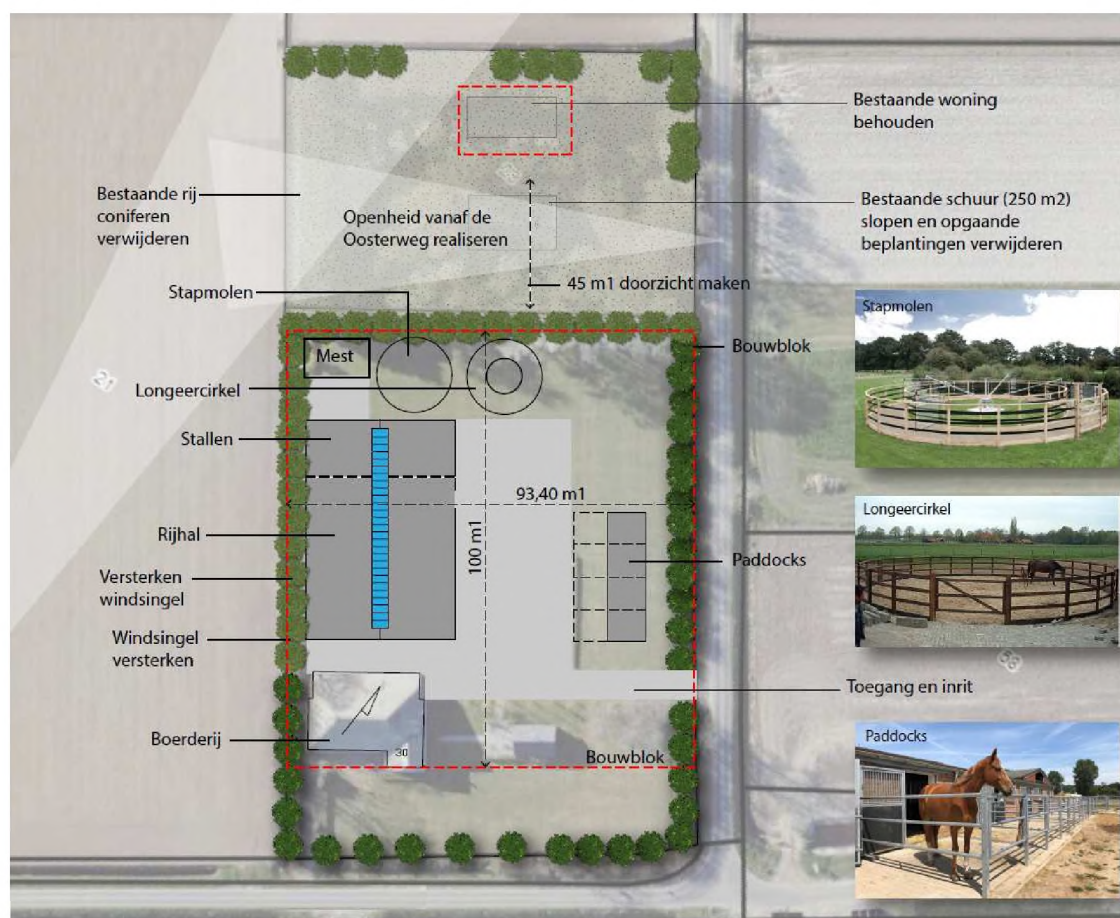 Bestaande woning
behouden
Bestaande rij
coniferen
verwijderen
Openheid vanaf de
Oosterweg realiseren
Bestaande schuur (250 m2)
slopen en opgaande
beplantingen verwijderen
45 m1 doorzicht maken
Stapmolen
Stapmolen
Mest
Bouwblok
21
Longeercirkel
Stallen
93,40 m1
Longeercirkel
100 m1
Rijhal
Paddocks
Versterken
windsingel
Windsingel
versterken
58
Toegang en inrit
Boerderij
30
Bouwblok
Paddocks